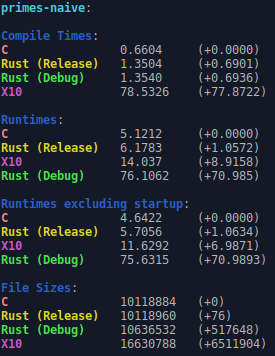 primes-naive:
Compile Times:
C 0.6604 (+0.0000)
Rust (Release) 1.3504 (+0.6901)
Rust (Debug) 1.3540 (+0.6936)
X10 78.5326 (+77.8722)
Runtimes:
C 5.1212 (+0.0000)
Rust (Release) 6.1783 (+1.0572)
X10 14.037 (+8.9158)
Rust (Debug) 76.1062 (+70.985)
Runtimes excluding startup:
C 4.6422 (+0.0000)
Rust (Release) 5.7056 (+1.0634)
X10 11.6292 (+6.9871)
Rust (Debug) 75.6315 (+70.9893)
File Sizes:
C 10118884 (+0)
Rust (Release) 10118960 (+76)
Rust (Debug) 10636532 (+517648)
X10 16630788 (+6511904)